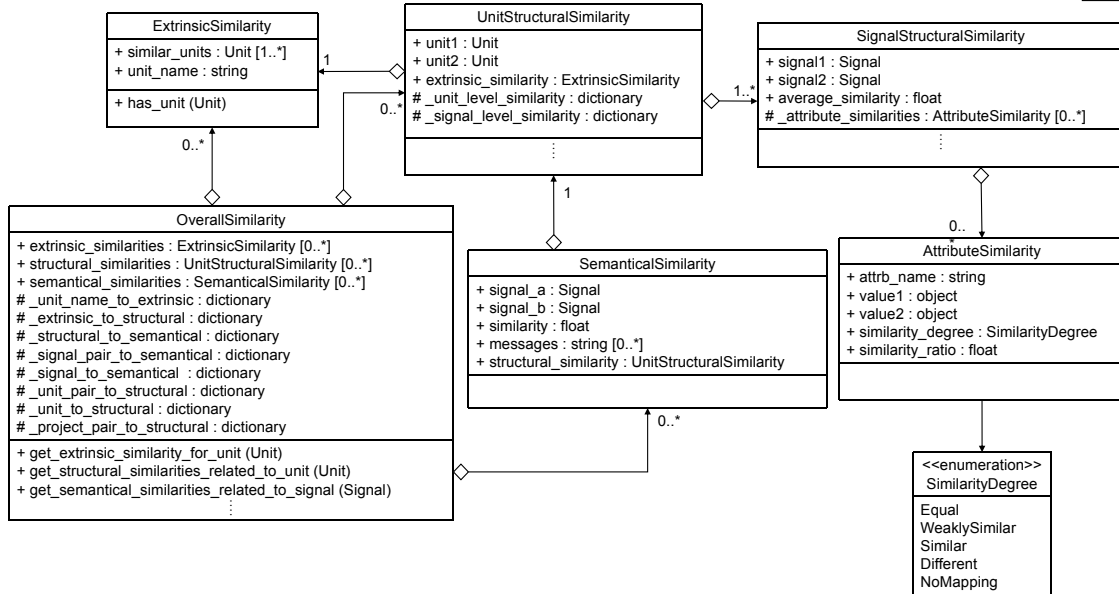 ExtrinsicSimilarity
+ similar_units : Unit [1..*]
+ unit_name : string
+ has_unit (Unit)
1
0..*
0..*
UnitStructuralSimilarity
+ unit1 : Unit
+ unit2 : Unit
+ extrinsic_similarity : ExtrinsicSimilarity
# _unit_level_similarity : dictionary
# _signal_level_similarity : dictionary
1..*
1
SignalStructuralSimilarity
+ signal1 : Signal
+ signal2 : Signal
+ average_similarity : float
# _attribute_similarities : AttributeSimilarity [0..*]
0..
*
OverallSimilarity
+ extrinsic_similarities : ExtrinsicSimilarity [0..*]
+ structural_similarities : UnitStructuralSimilarity [0..*]
+ semantical_similarities : SemanticalSimilarity [0..*]
# _unit_name_to_extrinsic : dictionary
# _extrinsic_to_structural : dictionary
# _structural_to_semantical : dictionary
# _signal_pair_to_semantical : dictionary
# _signal_to_semantical : dictionary
# _unit_pair_to_structural : dictionary
# _unit_to_structural : dictionary
# _project_pair_to_structural : dictionary
+ get_extrinsic_similarity_for_unit (Unit)
+ get_structural_similarities_related_to_unit (Unit)
+ get_semantical_similarities_related_to_signal (Signal)
SemanticalSimilarity
+ signal_a : Signal
+ signal_b : Signal
+ similarity : float
+ messages : string [0..*]
+ structural_similarity : UnitStructuralSimilarity
0..*
AttributeSimilarity
+ attrb_name : string
+ value1 : object
+ value2 : object
+ similarity_degree : SimilarityDegree
+ similarity_ratio : float
<<enumeration>>
SimilarityDegree
Equal
WeaklySimilar
Similar
Different
NoMapping